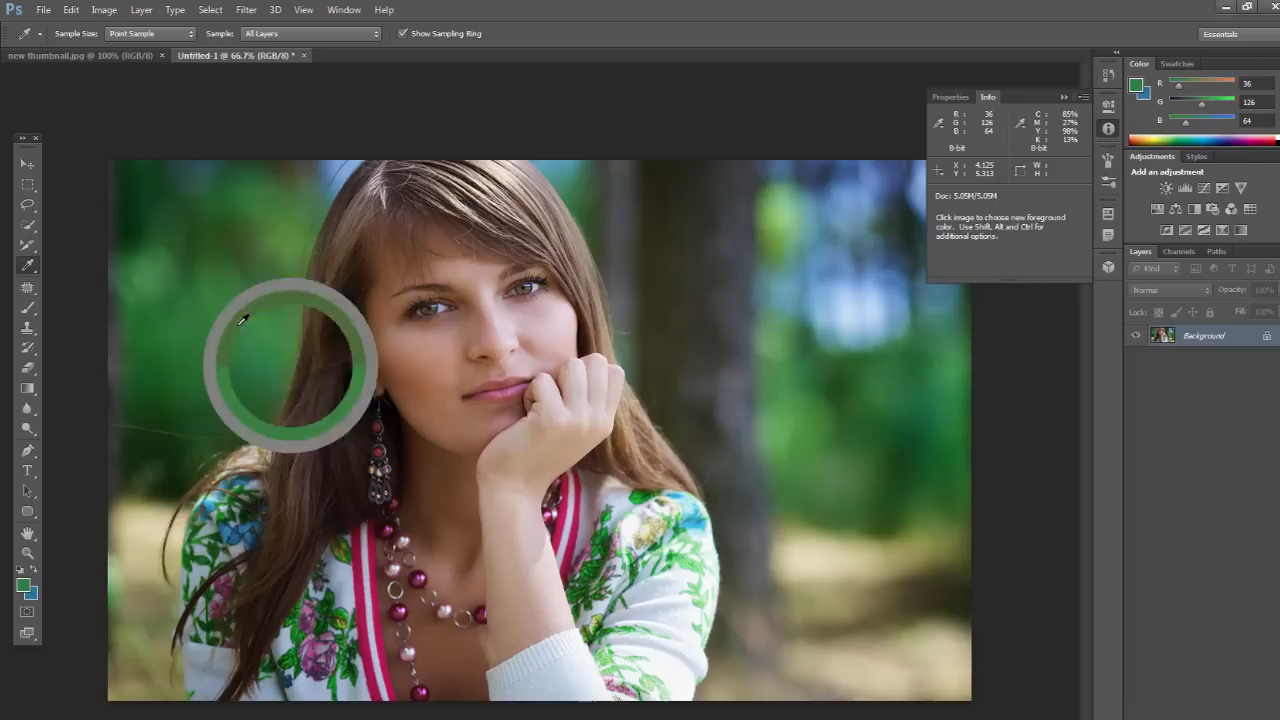 Ps File Edit Image Layer Type Select Filter 3D View Window Help
Sample Size: Point Sample Sample: All Layers Show Sampling Ring Essentials
new thumbnail.jpg @ 100% (RGB/8) × Untitled-1 @ 66.7% (RGB/8) * ×
Color Swatches
R 36
G 126
B 64
Properties Info
R : 36 C : 85%
G : 126 M : 27%
B : 64 Y : 98%
K : 13%
8-bit 8-bit
X : 4.125 W :
Y : 5.313 H :
Doc: 5.05M/5.05M
Click image to choose new foreground
color. Use Shift, Alt and Ctrl for
additional options.
Adjustments Styles
Add an adjustment
Layers Channels Paths
Kind
Normal Opacity: 100%
Lock: Fill: 100%
Background